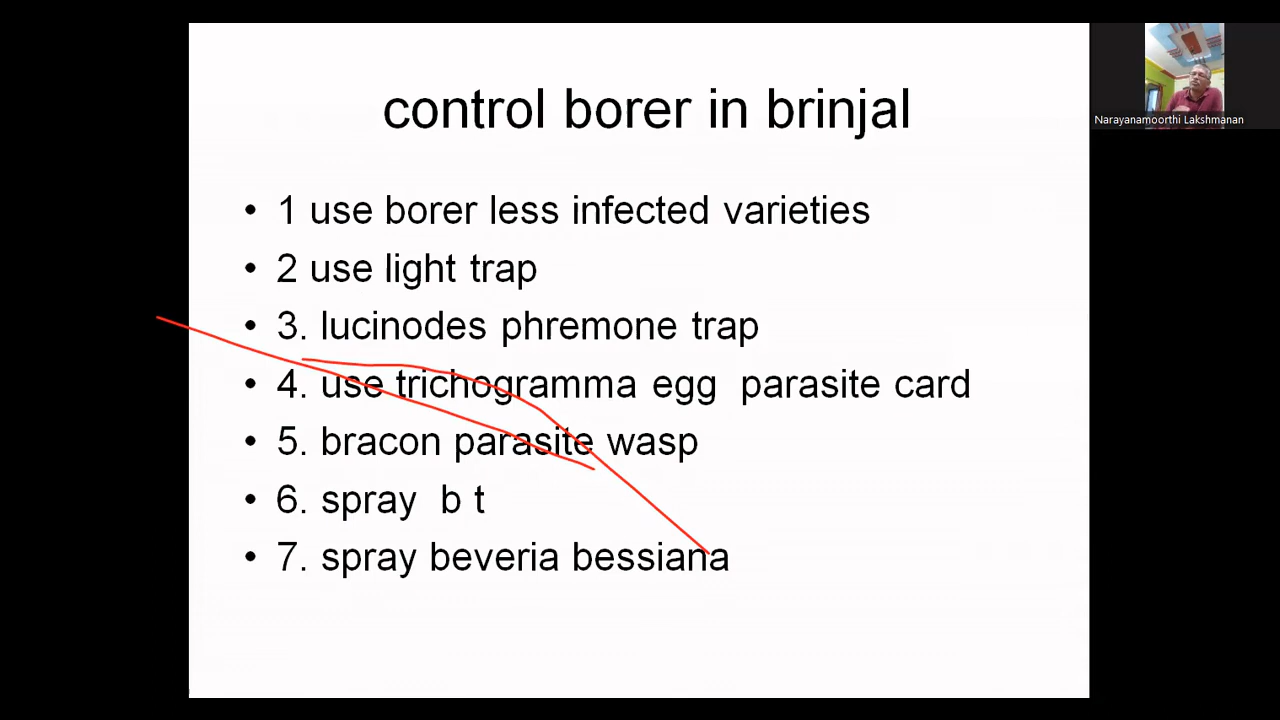 control borer in brinjal
• 1 use borer less infected varieties
• 2 use light trap
• 3. lucinodes phremone trap
• 4. use trichogramma egg parasite card
• 5. bracon parasite wasp
• 6. spray b t
• 7. spray beveria bessiana
Narayanamoorthi Lakshmanan